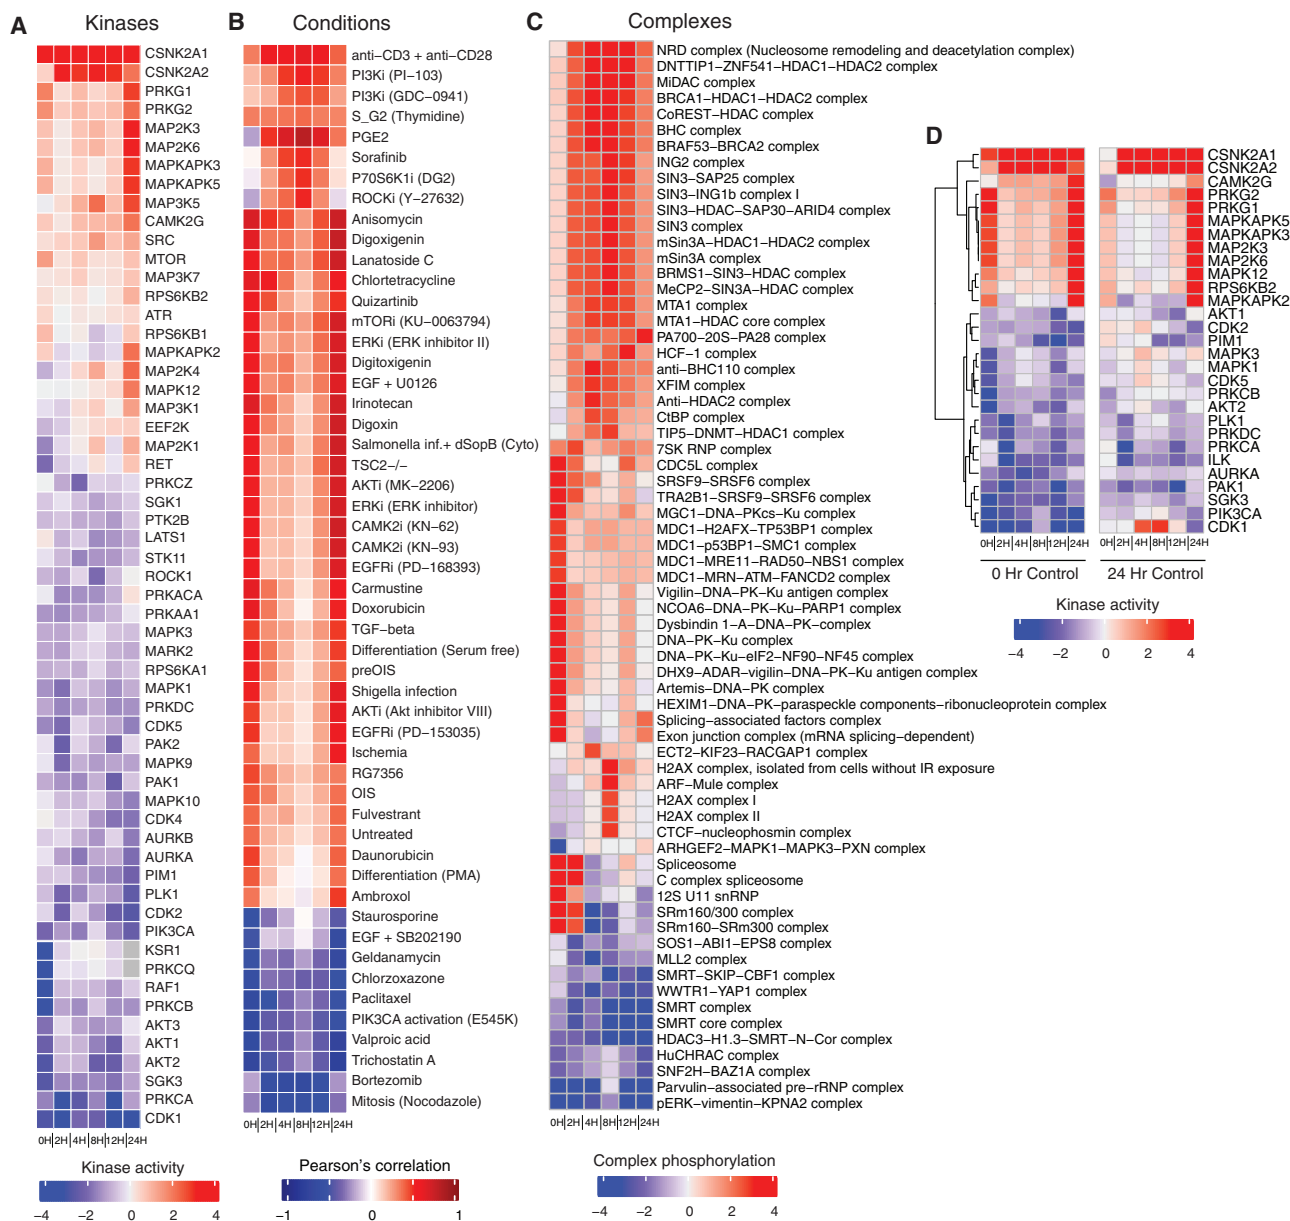 A
Kinases
CSNK2A1
CSNK2A2
PRKG1
PRKG2
MAP2K3
MAP2K6
MAPKAPK3
MAPKAPK5
MAP3K5
CAMK2G
SRC
MTOR
MAP3K7
RPS6KB2
ATR
RPS6KB1
MAPKAPK2
MAP2K4
MAPK12
MAP3K1
EEF2K
MAP2K1
RET
PRKCZ
SGK1
PTK2B
LATS1
STK11
ROCK1
PRKACA
PRKAA1
MAPK3
MARK2
RPS6KA1
MAPK1
PRKDC
CDK5
PAK2
MAPK9
PAK1
MAPK10
CDK4
AURKB
AURKA
PIM1
PLK1
CDK2
PIK3CA
KSR1
PRKCQ
RAF1
PRKCB
AKT3
AKT1
AKT2
SGK3
PRKCA
CDK1
0H 2H 4H 8H 12H 24H
Kinase activity
−4 −2 0 2 4
B
Conditions
anti−CD3 + anti−CD28
PI3Ki (PI−103)
PI3Ki (GDC−0941)
S_G2 (Thymidine)
PGE2
Sorafinib
P70S6K1i (DG2)
ROCKi (Y−27632)
Anisomycin
Digoxigenin
Lanatoside C
Chlortetracycline
Quizartinib
mTORi (KU−0063794)
ERKi (ERK inhibitor II)
Digitoxigenin
EGF + U0126
Irinotecan
Digoxin
Salmonella inf.+ dSopB (Cyto)
TSC2−/−
AKTi (MK−2206)
ERKi (ERK inhibitor)
CAMK2i (KN−62)
CAMK2i (KN−93)
EGFRi (PD−168393)
Carmustine
Doxorubicin
TGF−beta
Differentiation (Serum free)
preOIS
Shigella infection
AKTi (Akt inhibitor VIII)
EGFRi (PD−153035)
Ischemia
RG7356
OIS
Fulvestrant
Untreated
Daunorubicin
Differentiation (PMA)
Ambroxol
Staurosporine
EGF + SB202190
Geldanamycin
Chlorzoxazone
Paclitaxel
PIK3CA activation (E545K)
Valproic acid
Trichostatin A
Bortezomib
Mitosis (Nocodazole)
0H 2H 4H 8H 12H 24H
Pearson's correlation
−1 0 1
C
Complexes
NRD complex (Nucleosome remodeling and deacetylation complex)
DNTTIP1−ZNF541−HDAC1−HDAC2 complex
MiDAC complex
BRCA1−HDAC1−HDAC2 complex
CoREST−HDAC complex
BHC complex
BRAF53−BRCA2 complex
ING2 complex
SIN3−SAP25 complex
SIN3−ING1b complex I
SIN3−HDAC−SAP30−ARID4 complex
SIN3 complex
mSin3A−HDAC1−HDAC2 complex
mSin3A complex
BRMS1−SIN3−HDAC complex
MeCP2−SIN3A−HDAC complex
MTA1 complex
MTA1−HDAC core complex
PA700−20S−PA28 complex
HCF−1 complex
anti−BHC110 complex
XFIM complex
Anti−HDAC2 complex
CtBP complex
TIP5−DNMT−HDAC1 complex
7SK RNP complex
CDC5L complex
SRSF9−SRSF6 complex
TRA2B1−SRSF9−SRSF6 complex
MGC1−DNA−PKcs−Ku complex
MDC1−H2AFX−TP53BP1 complex
MDC1−p53BP1−SMC1 complex
MDC1−MRE11−RAD50−NBS1 complex
MDC1−MRN−ATM−FANCD2 complex
Vigilin−DNA−PK−Ku antigen complex
NCOA6−DNA−PK−Ku−PARP1 complex
Dysbindin 1−A−DNA−PK−complex
DNA−PK−Ku complex
DNA−PK−Ku−eIF2−NF90−NF45 complex
DHX9−ADAR−vigilin−DNA−PK−Ku antigen complex
Artemis−DNA−PK complex
HEXIM1−DNA−PK−paraspeckle components−ribonucleoprotein complex
Splicing−associated factors complex
Exon junction complex (mRNA splicing−dependent)
ECT2−KIF23−RACGAP1 complex
H2AX complex, isolated from cells without IR exposure
ARF−Mule complex
H2AX complex I
H2AX complex II
CTCF−nucleophosmin complex
ARHGEF2−MAPK1−MAPK3−PXN complex
Spliceosome
C complex spliceosome
12S U11 snRNP
SRm160/300 complex
SRm160−SRm300 complex
SOS1−ABI1−EPS8 complex
MLL2 complex
SMRT−SKIP−CBF1 complex
WWTR1−YAP1 complex
SMRT complex
SMRT core complex
HDAC3−H1.3−SMRT−N−Cor complex
HuCHRAC complex
SNF2H−BAZ1A complex
Parvulin−associated pre−rRNP complex
pERK−vimentin−KPNA2 complex
0H 2H 4H 8H 12H 24H
Complex phosphorylation
−4 −2 0 2 4
D
CSNK2A1
CSNK2A2
CAMK2G
PRKG2
PRKG1
MAPKAPK5
MAPKAPK3
MAP2K3
MAP2K6
MAPK12
RPS6KB2
MAPKAPK2
AKT1
CDK2
PIM1
MAPK3
MAPK1
CDK5
PRKCB
AKT2
PLK1
PRKDC
PRKCA
ILK
AURKA
PAK1
SGK3
PIK3CA
CDK1
0H 2H 4H 8H 12H 24H 0H 2H 4H 8H 12H 24H
0 Hr Control 24 Hr Control
Kinase activity
−4 −2 0 2 4